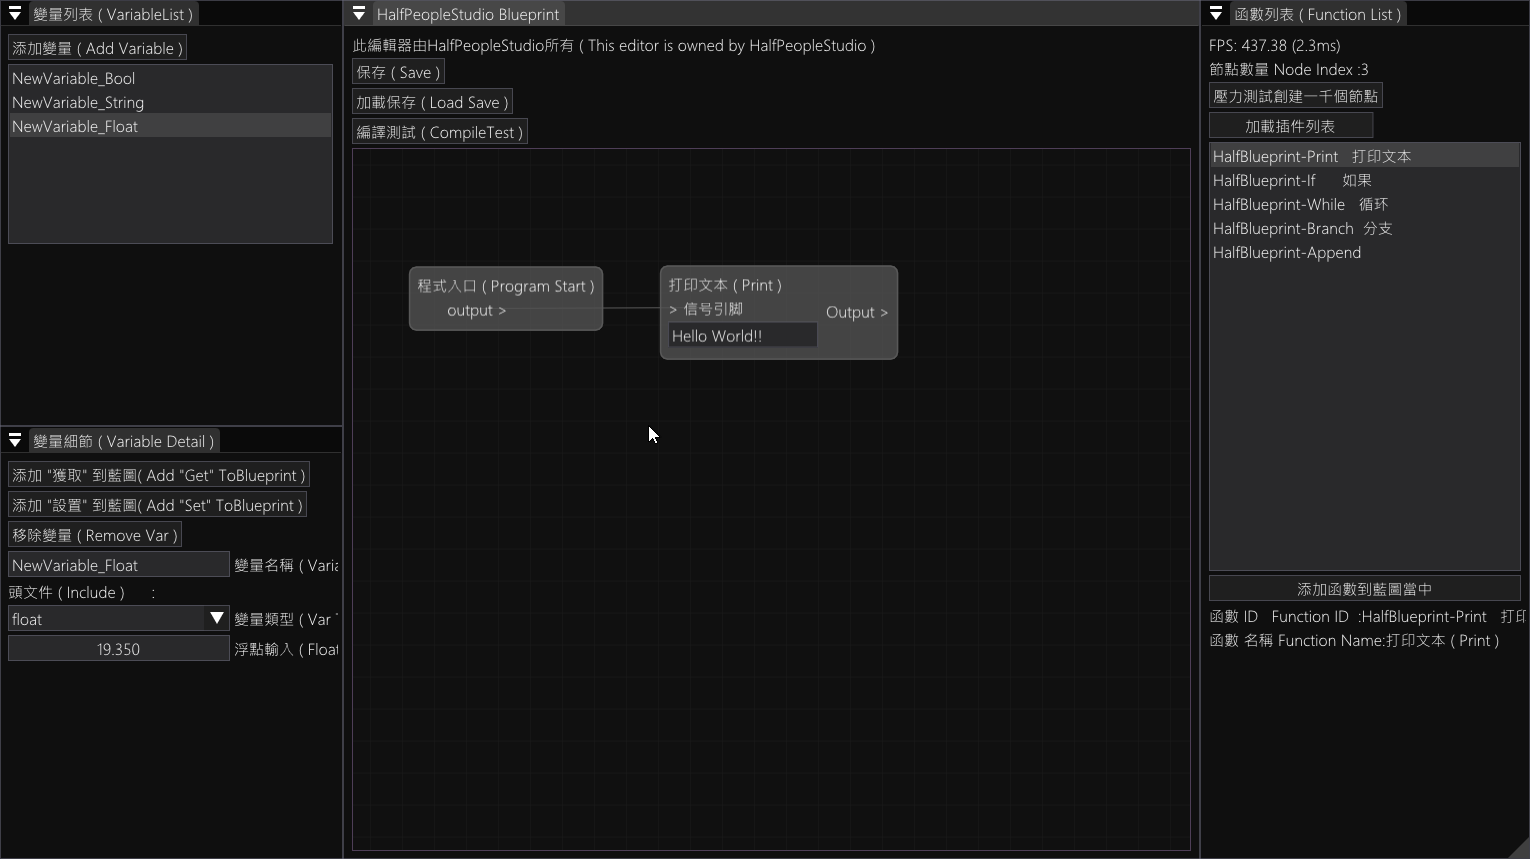 變量列表 ( VariableList )
添加變量 ( Add Variable )
NewVariable_Bool
NewVariable_String
NewVariable_Float
變量細節 ( Variable Detail )
添加 "獲取" 到藍圖( Add "Get" ToBlueprint )
添加 "設置" 到藍圖( Add "Set" ToBlueprint )
移除變量 ( Remove Var )
NewVariable_Float 變量名稱 ( Varia
頭文件 ( Include ) :
float 變量類型 ( Var
19.350 浮點輸入 ( Float
HalfPeopleStudio Blueprint
此編輯器由HalfPeopleStudio所有 ( This editor is owned by HalfPeopleStudio )
保存 ( Save )
加載保存 ( Load Save )
編譯測試 ( CompileTest )
程式入口 ( Program Start )
output >
打印文本 ( Print )
> 信号引脚
Output >
Hello World!!
函數列表 ( Function List )
FPS: 437.38 (2.3ms)
節點數量 Node Index :3
壓力測試創建一千個節點
加載插件列表
HalfBlueprint-Print 打印文本
HalfBlueprint-If 如果
HalfBlueprint-While 循环
HalfBlueprint-Branch 分支
HalfBlueprint-Append
添加函數到藍圖當中
函數 ID Function ID :HalfBlueprint-Print 打印
函數 名稱 Function Name:打印文本 ( Print )